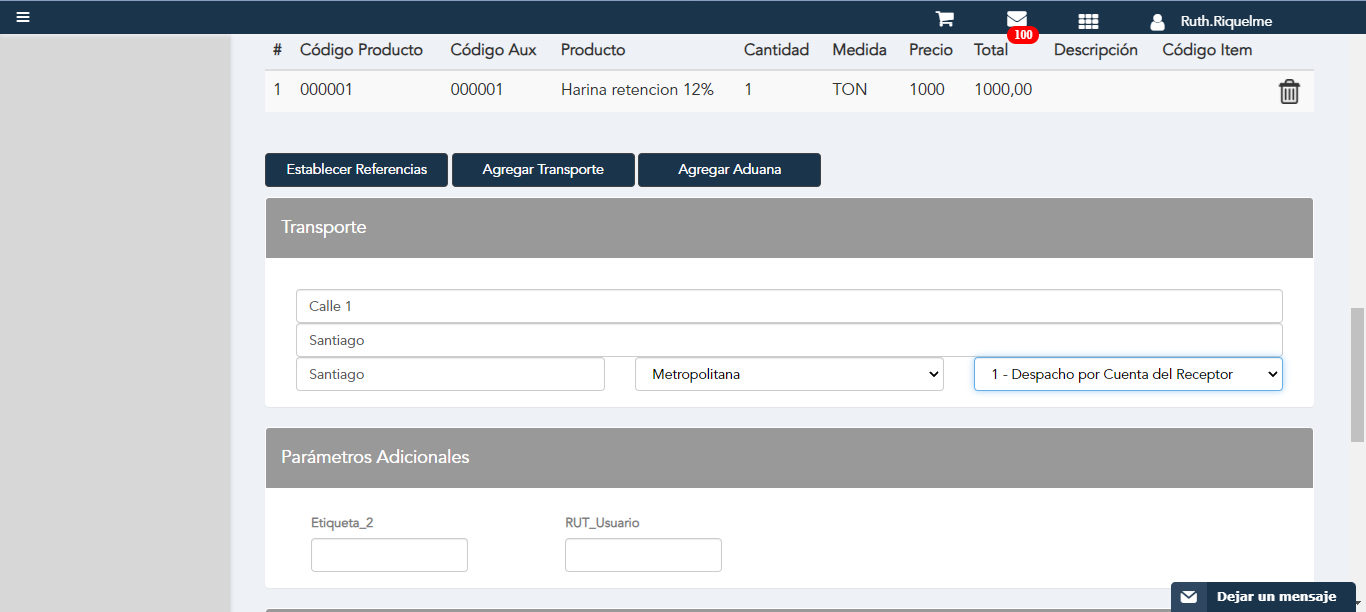 Ruth.Riquelme
100
# Código Producto Código Aux Producto Cantidad Medida Precio Total Descripción Código Item
1 000001 000001 Harina retencion 12% 1 TON 1000 1000,00
Establecer Referencias Agregar Transporte Agregar Aduana
Transporte
Calle 1
Santiago
Santiago Metropolitana 1 - Despacho por Cuenta del Receptor
Parámetros Adicionales
Etiqueta_2 RUT_Usuario
Dejar un mensaje